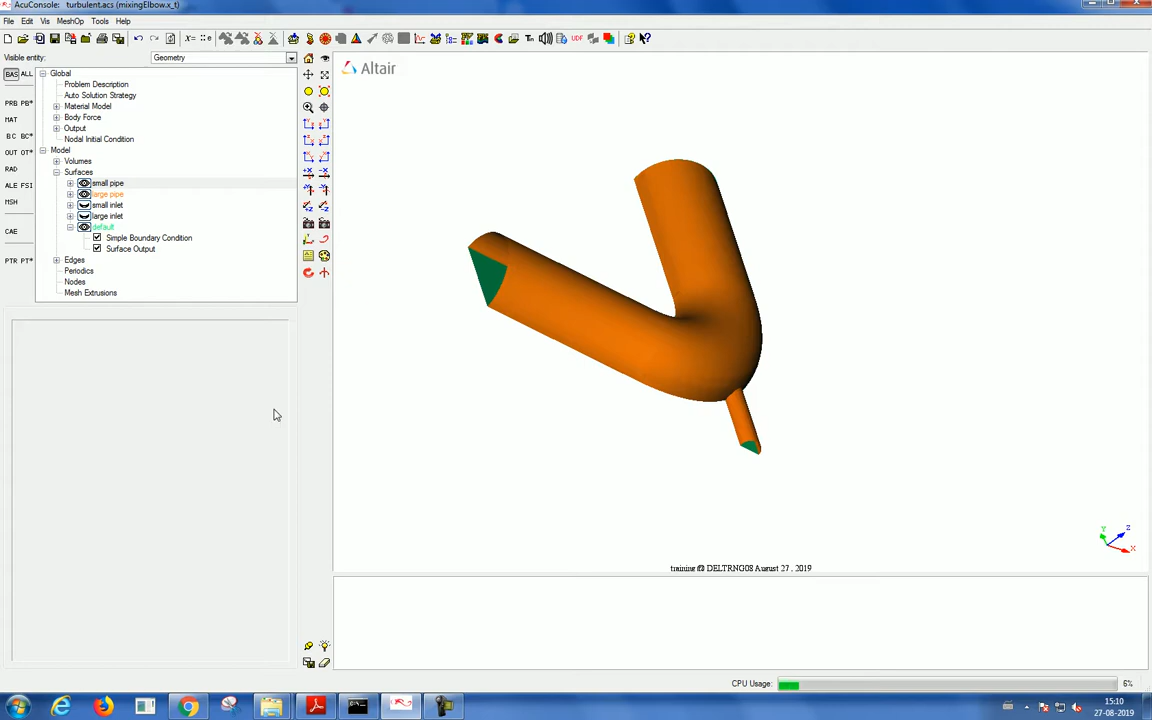 AcuConsole: turbulent.acs (mixingElbow.x_t)
File Edit Vis MeshOp Tools Help
X= UDF
Visible entity: Geometry
BAS ALL
PRB PB*
MAT
BC BC*
OUT OT*
RAD
ALE FSI
MSH
CAE
PTR PT*
Global
Problem Description
Auto Solution Strategy
Material Model
Body Force
Output
Nodal Initial Condition
Model
Volumes
Surfaces
small pipe
large pipe
small inlet
large inlet
default
Simple Boundary Condition
Surface Output
Edges
Periodics
Nodes
Mesh Extrusions
Altair
Y Z X
training @ DELTRNG08 August 27, 2019
CPU Usage: 6%
15:10
27-08-2019